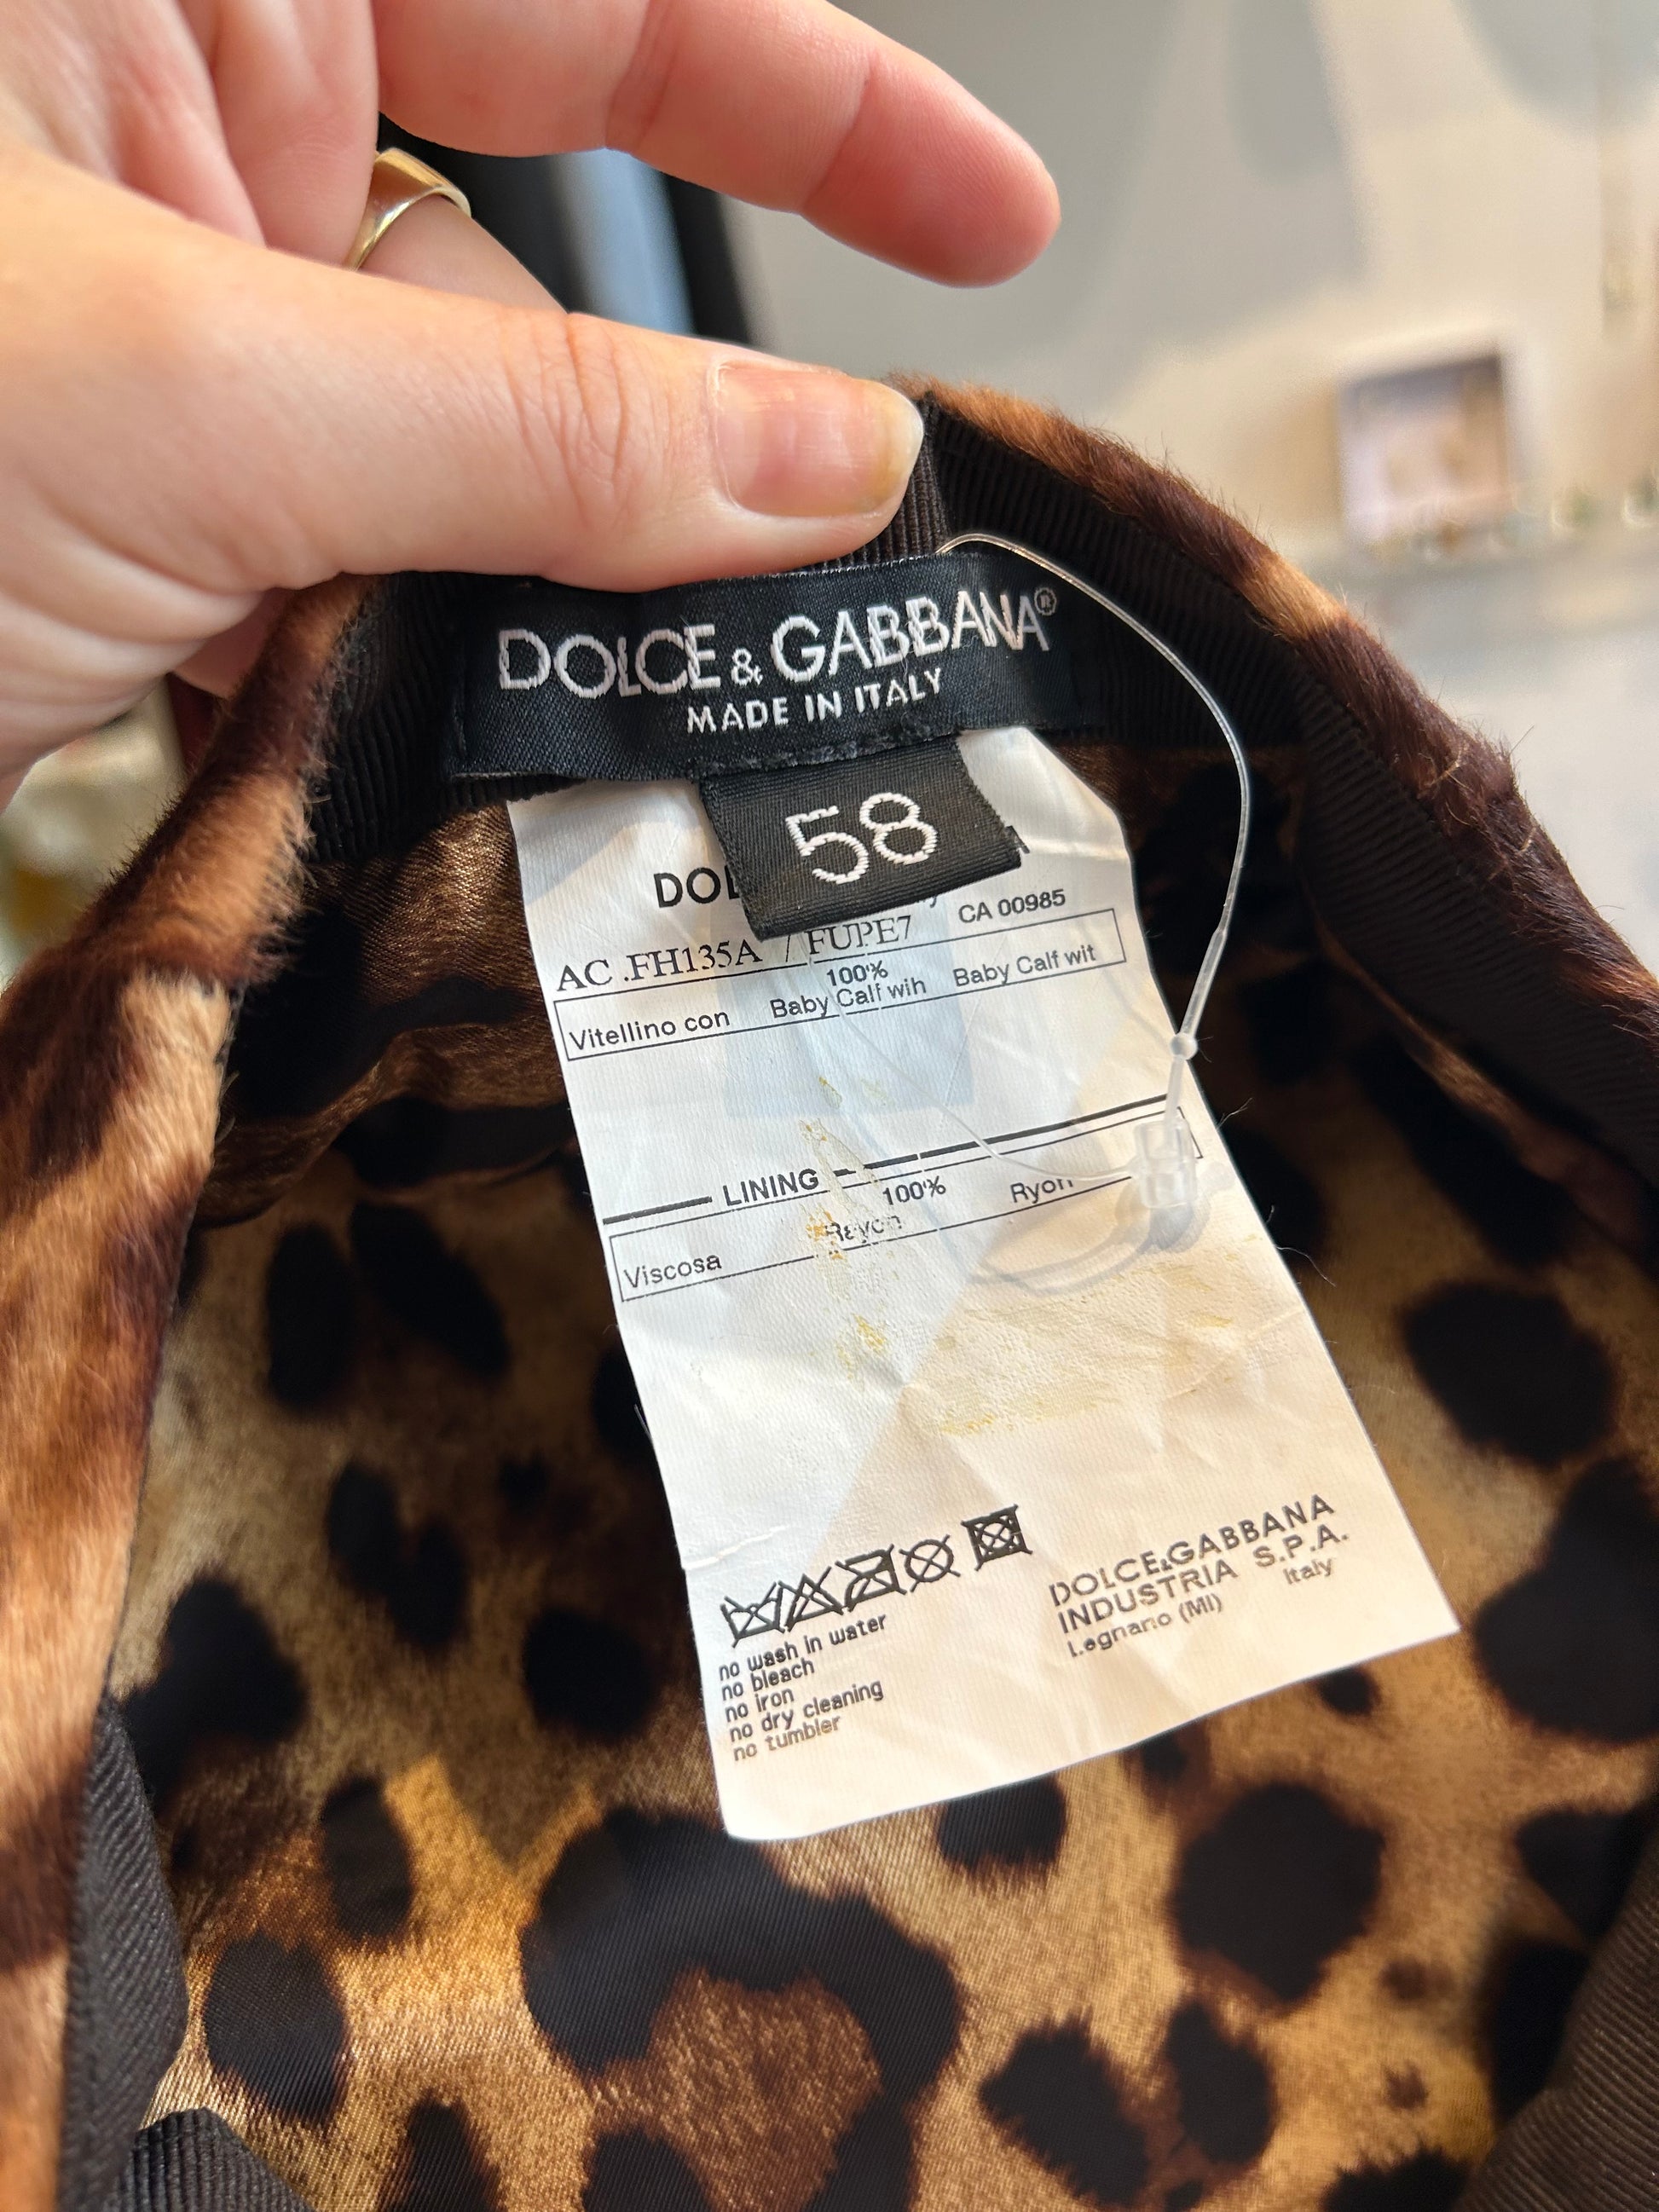 DOLCE & GABBANA®
MADE IN ITALY
58
DOL
CA 00985
AC .FH135A / FUPE7
100%
Vitellino con Baby Calf wih Baby Calf wit
LINING
100%
Viscosa Rayon Ryon
no wash in water
no bleach
no iron
no dry cleaning
no tumbler
DOLCE&GABBANA
INDUSTRIA S.P.A.
Legnano (MI) Italy